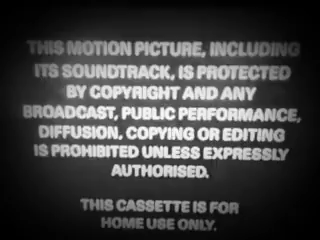 THIS MOTION PICTURE, INCLUDING
ITS SOUNDTRACK, IS PROTECTED
BY COPYRIGHT AND ANY
BROADCAST, PUBLIC PERFORMANCE,
DIFFUSION, COPYING OR EDITING
IS PROHIBITED UNLESS EXPRESSLY
AUTHORISED.
THIS CASSETTE IS FOR
HOME USE ONLY.